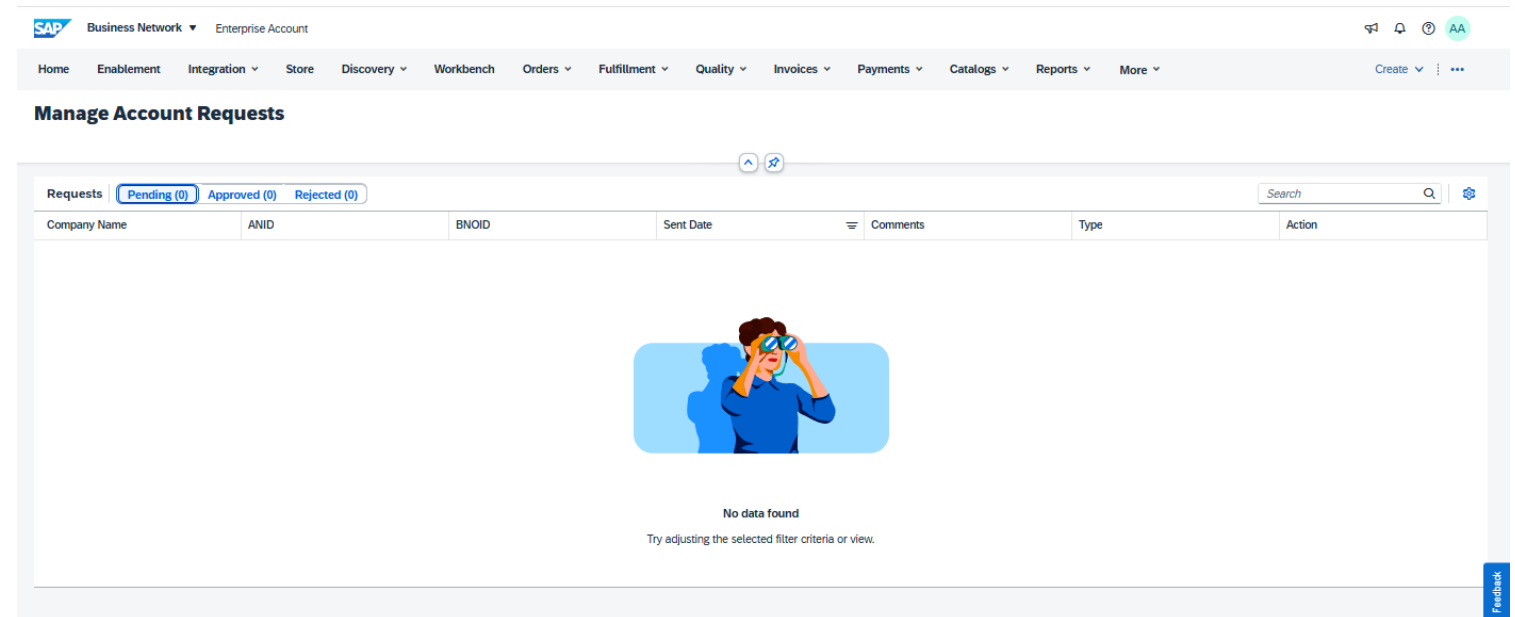 SAP Business Network Enterprise Account AA
Home Enablement Integration Store Discovery Workbench Orders Fulfillment Quality Invoices Payments Catalogs Reports More Create
Manage Account Requests
Requests Pending (0) Approved (0) Rejected (0) Search
Company Name ANID BNOID Sent Date Comments Type Action
No data found
Try adjusting the selected filter criteria or view.
Feedback